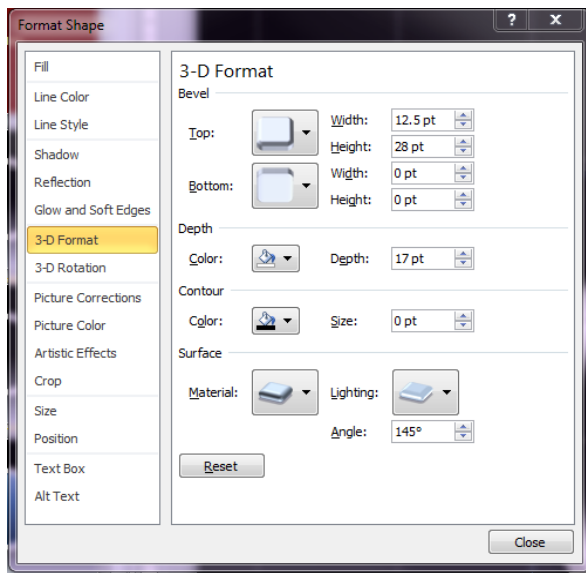 Format Shape
?
X
Fill
Line Color
Line Style
Shadow
Reflection
Glow and Soft Edges
3-D Format
3-D Rotation
Picture Corrections
Picture Color
Artistic Effects
Crop
Size
Position
Text Box
Alt Text
3-D Format
Bevel
Top:
Width: 12.5 pt
Height: 28 pt
Bottom:
Width: 0 pt
Height: 0 pt
Depth
Color:
Depth: 17 pt
Contour
Color:
Size: 0 pt
Surface
Material:
Lighting:
Angle: 145°
Reset
Close